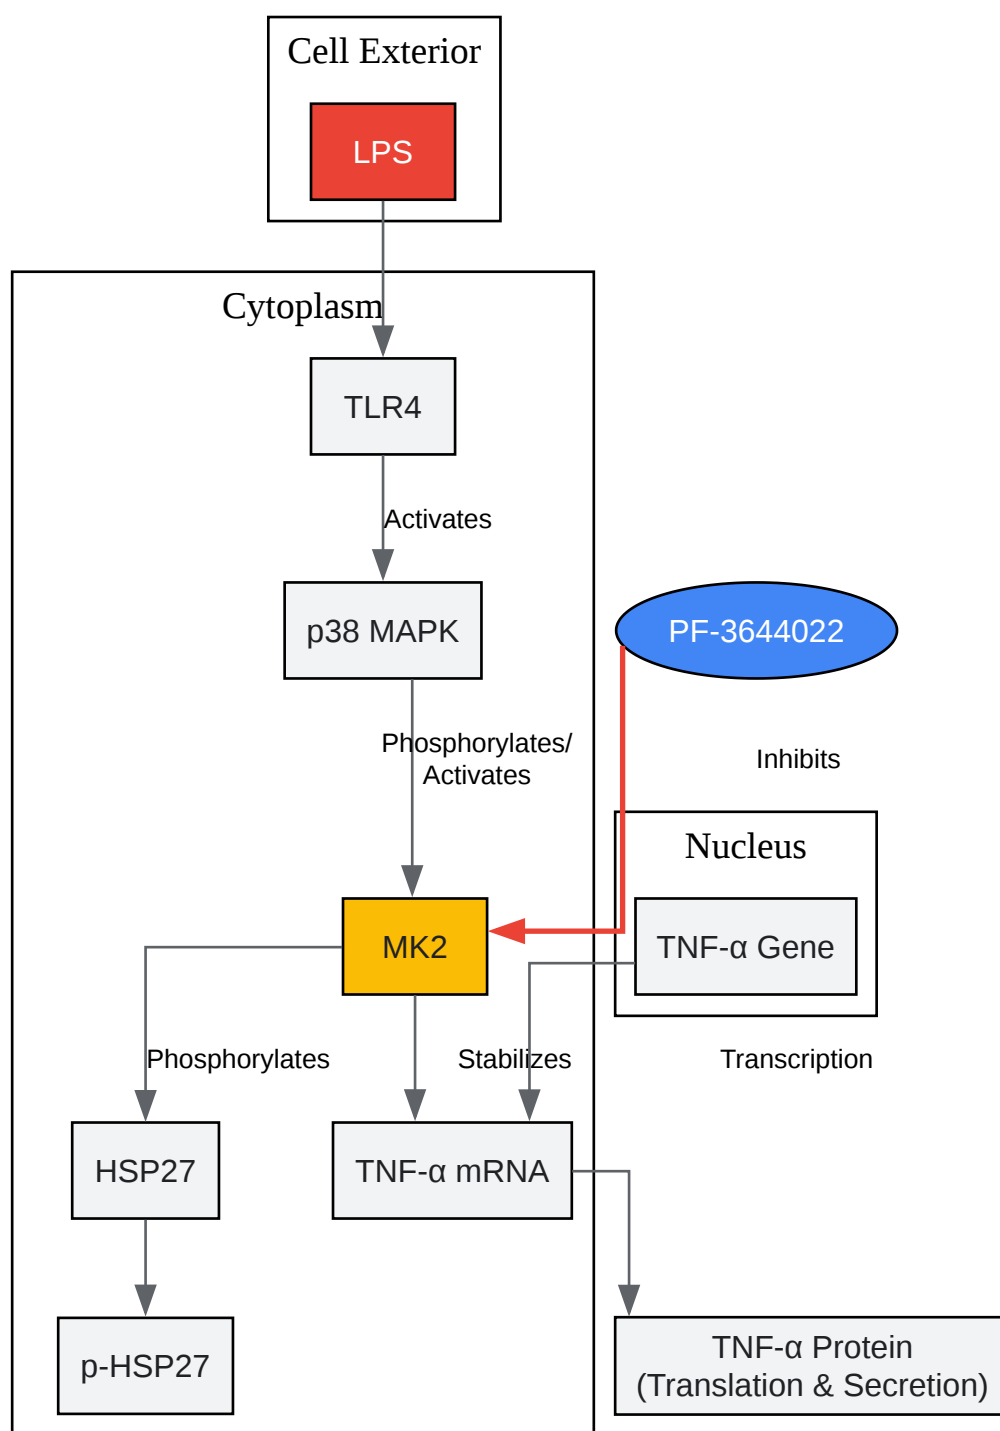 Cell Exterior
LPS
Cytoplasm
TLR4
Activates
p38 MAPK
PF-3644022
Phosphorylates/
Activates
Inhibits
Nucleus
MK2
TNF-α Gene
Phosphorylates
Stabilizes
Transcription
HSP27
TNF-α mRNA
p-HSP27
TNF-α Protein
(Translation & Secretion)